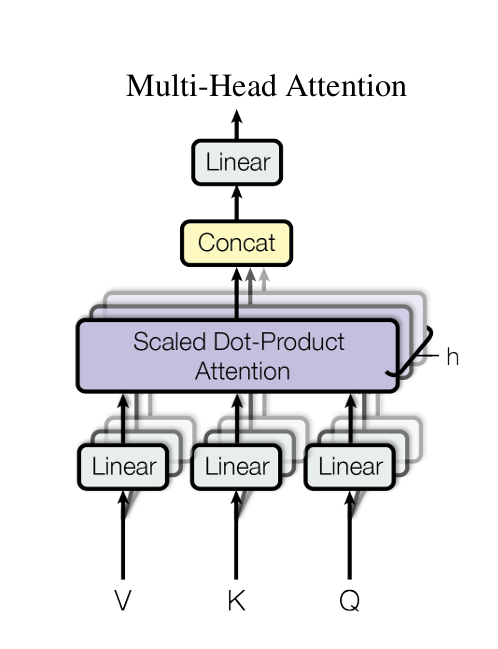 Multi-Head Attention
Linear
Concat
Scaled Dot-Product
Attention
h
Linear Linear Linear
V K Q